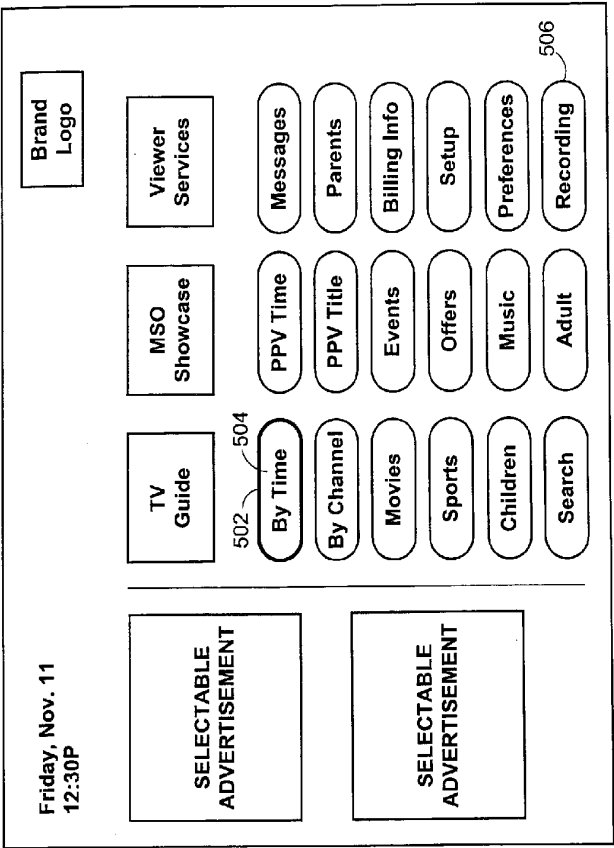 Friday, Nov. 11
12:30P
Brand
Logo
SELECTABLE
ADVERTISEMENT
SELECTABLE
ADVERTISEMENT
TV
Guide
502
504
By Time
By Channel
Movies
Sports
Children
Search
MSO
Showcase
PPV Time
PPV Title
Events
Offers
Music
Adult
Viewer
Services
Messages
Parents
Billing Info
Setup
Preferences
Recording
506